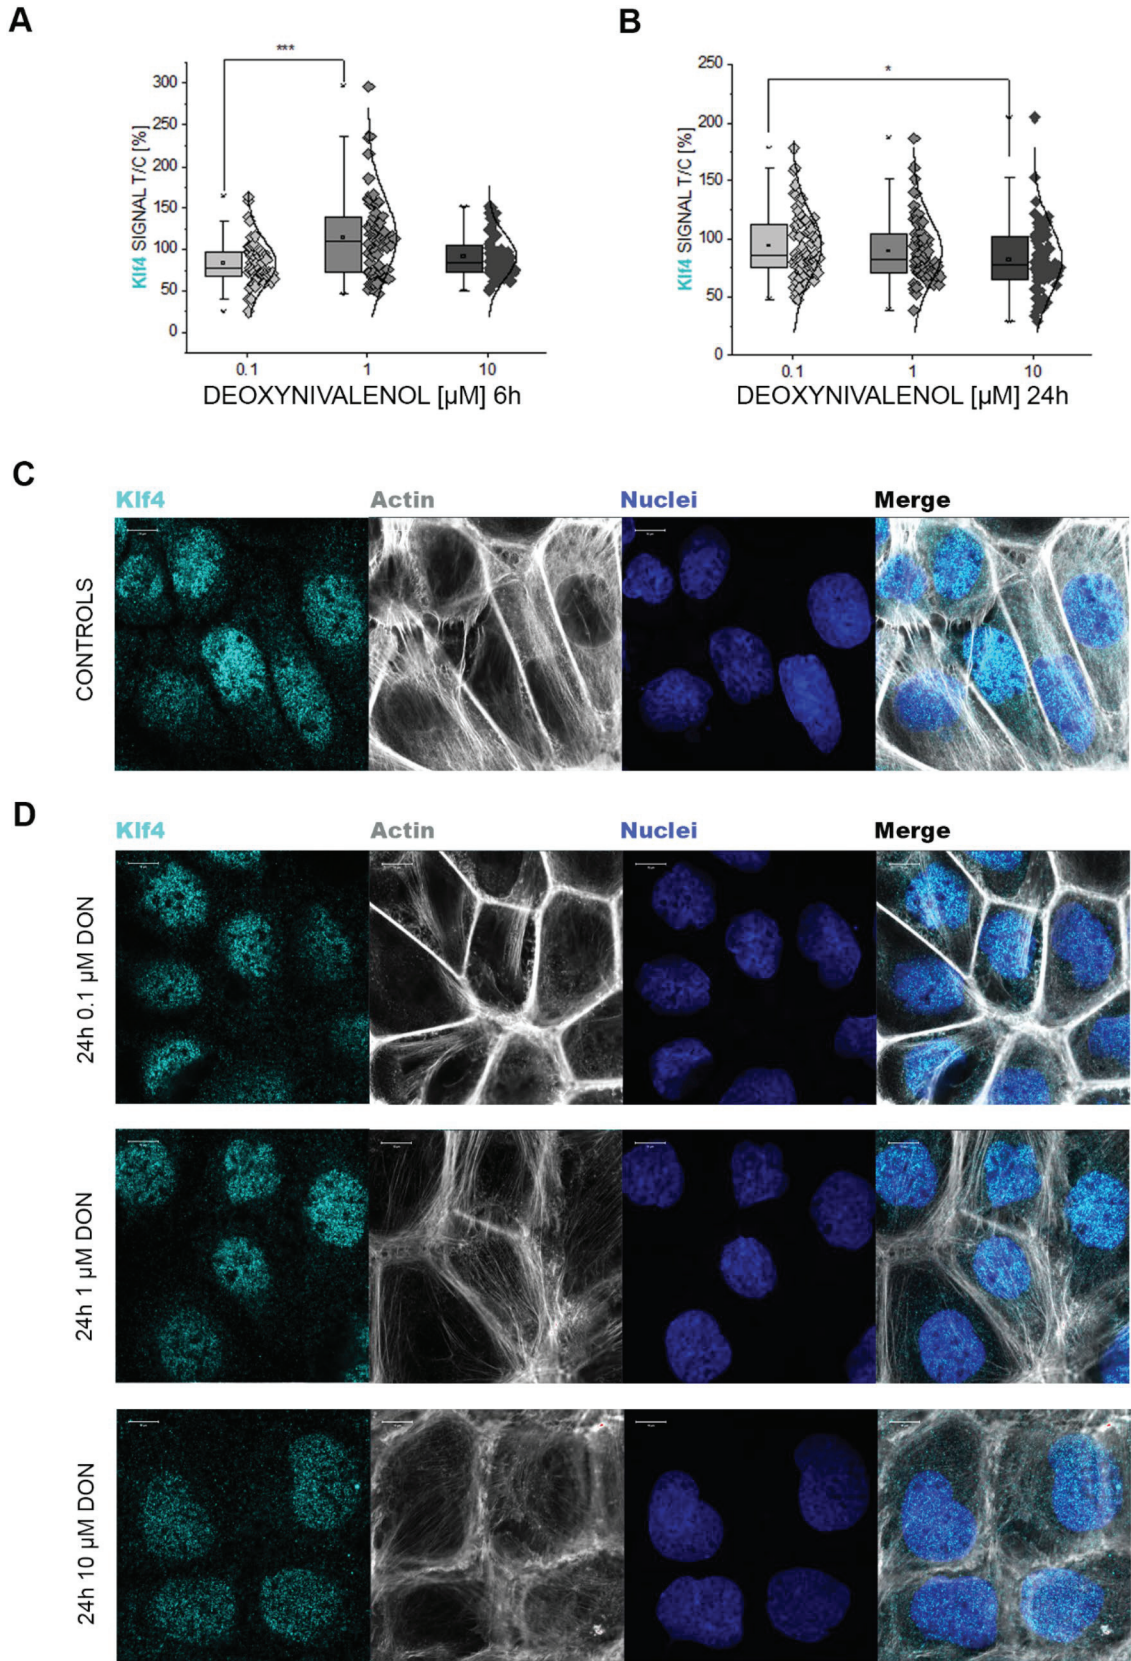 A
B
***
*
Klf4 SIGNAL T/C [%]
300
250
200
150
100
50
0
0.1
1
10
DEOXYNIVALENOL [µM] 6h
Klf4 SIGNAL T/C [%]
250
200
150
100
50
0
0.1
1
10
DEOXYNIVALENOL [µM] 24h
C
Klf4 Actin Nuclei Merge
CONTROLS
D
Klf4 Actin Nuclei Merge
24h 0.1 µM DON
24h 1 µM DON
24h 10 µM DON